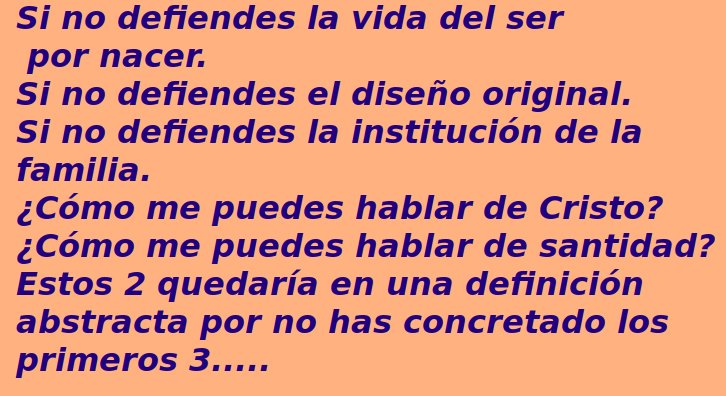 Si no defiendes la vida del ser
por nacer.
Si no defiendes el diseño original.
Si no defiendes la institución de la
familia.
¿Cómo me puedes hablar de Cristo?
¿Cómo me puedes hablar de santidad?
Estos 2 quedaría en una definición
abstracta por no has concretado los
primeros 3.....